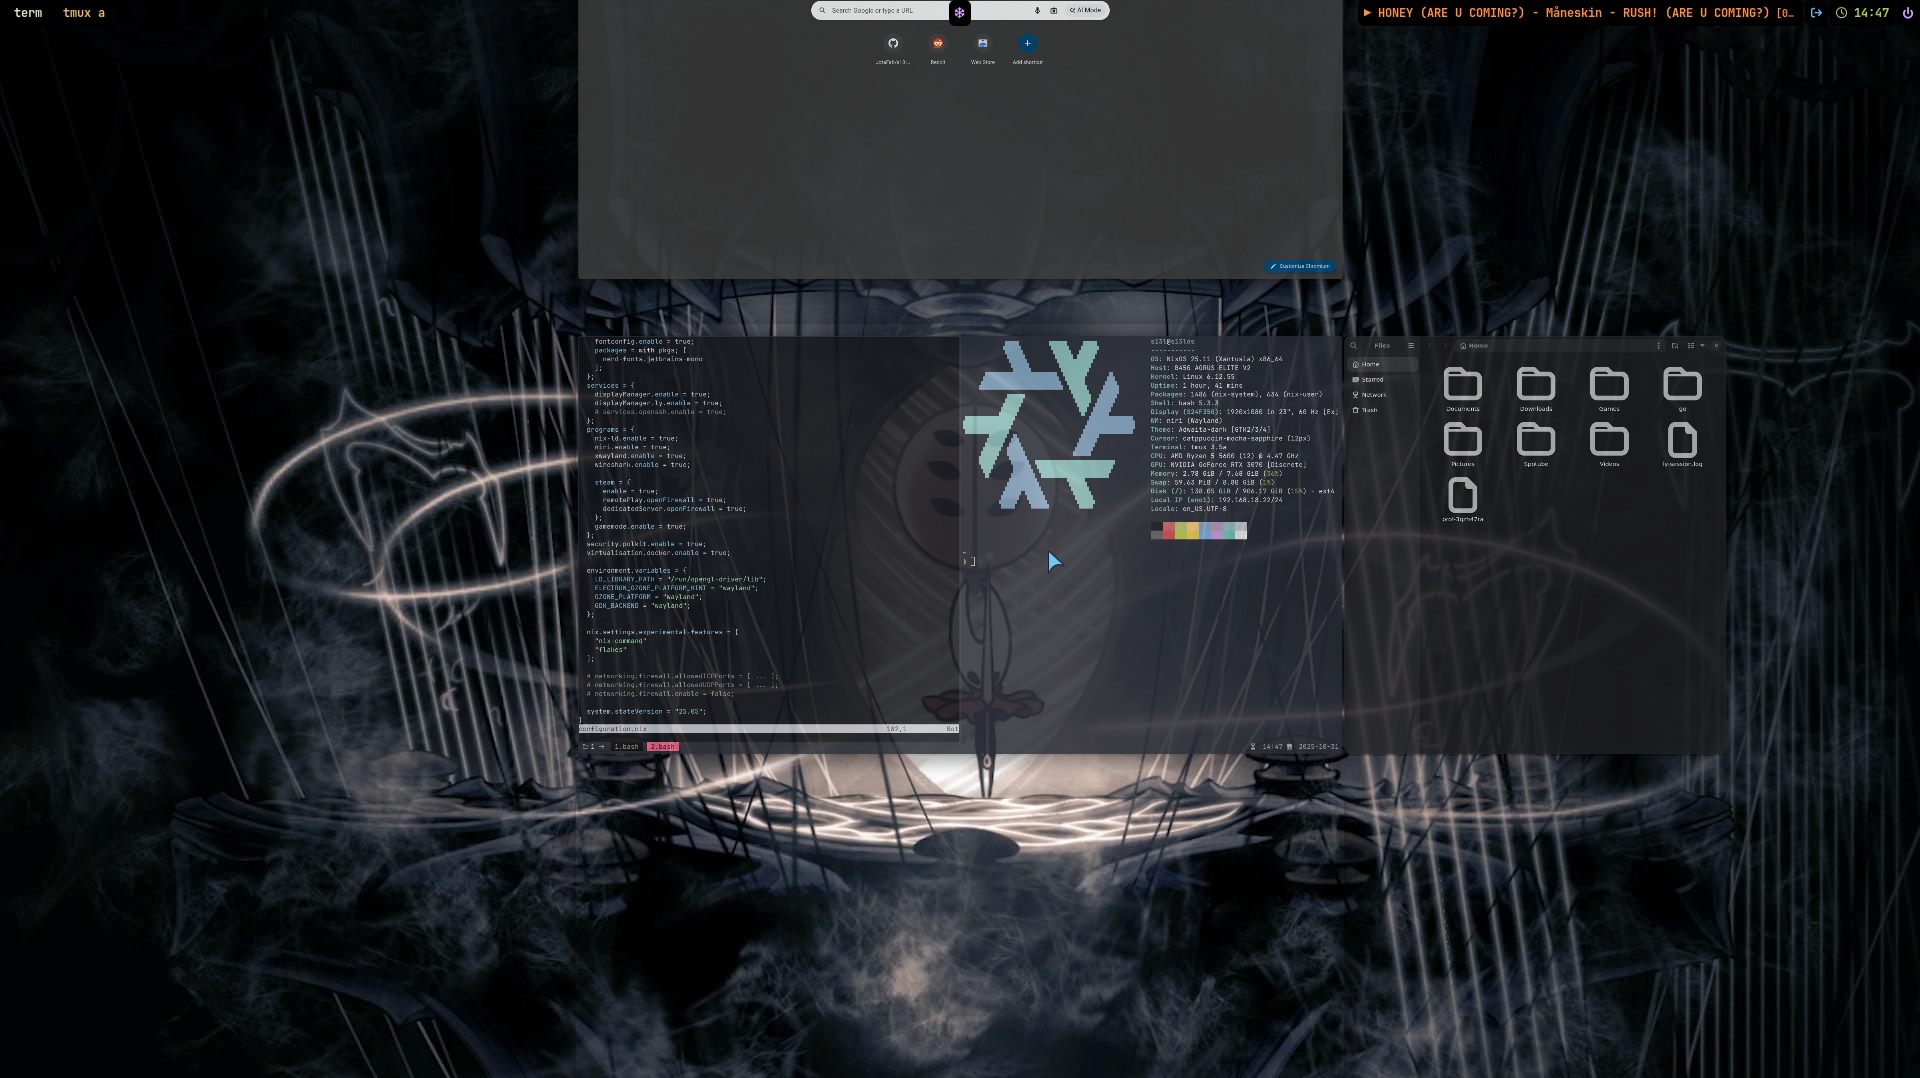 term tmux a
▶ HONEY (ARE U COMING?) - Måneskin - RUSH! (ARE U COMING?) [0…
14:47
Search Google or type a URL
AI Mode
Reddit
Web Store
Add shortcut
Customize Chromium
fontconfig.enable = true;
packages = with pkgs; [
nerd-fonts.jetbrains-mono
];
};
services = {
displayManager.enable = true;
displayManager.ly.enable = true;
# services.openssh.enable = true;
};
programs = {
nix-ld.enable = true;
niri.enable = true;
xwayland.enable = true;
wireshark.enable = true;
steam = {
enable = true;
remotePlay.openFirewall = true;
dedicatedServer.openFirewall = true;
};
gamemode.enable = true;
};
security.polkit.enable = true;
virtualisation.docker.enable = true;
environment.variables = {
LD_LIBRARY_PATH = "/run/opengl-driver/lib";
ELECTRON_OZONE_PLATFORM_HINT = "wayland";
OZONE_PLATFORM = "wayland";
GDK_BACKEND = "wayland";
};
nix.settings.experimental-features = [
"nix-command"
"flakes"
];
# networking.firewall.allowedTCPPorts = [ ... ];
# networking.firewall.allowedUDPPorts = [ ... ];
# networking.firewall.enable = false;
system.stateVersion = "25.05";
}
configuration.nix 182,1 Bot
1 → 1.bash 2.bash
s13l@s13los
-----------
OS: NixOS 25.11 (Xantusia) x86_64
Host: B450 AORUS ELITE V2
Kernel: Linux 6.12.55
Uptime: 1 hour, 41 mins
Packages: 1486 (nix-system), 634 (nix-user)
Shell: bash 5.3.3
Display (S24F350): 1920x1080 in 23", 60 Hz [Ex]
WM: niri (Wayland)
Theme: Adwaita-dark [GTK2/3/4]
Cursor: catppuccin-mocha-sapphire (12px)
Terminal: tmux 3.5a
CPU: AMD Ryzen 5 5600 (12) @ 4.47 GHz
GPU: NVIDIA GeForce RTX 3070 [Discrete]
Memory: 2.78 GiB / 7.68 GiB (36%)
Swap: 59.63 MiB / 8.80 GiB (1%)
Disk (/): 138.05 GiB / 906.17 GiB (15%) - ext4
Local IP (eno1): 192.168.18.22/24
Locale: en_US.UTF-8
~
❯
14:47 2025-10-31
Files
Home
Home
Starred
Network
Trash
Documents
Downloads
Games
go
Pictures
Spotube
Videos
ly-session.log